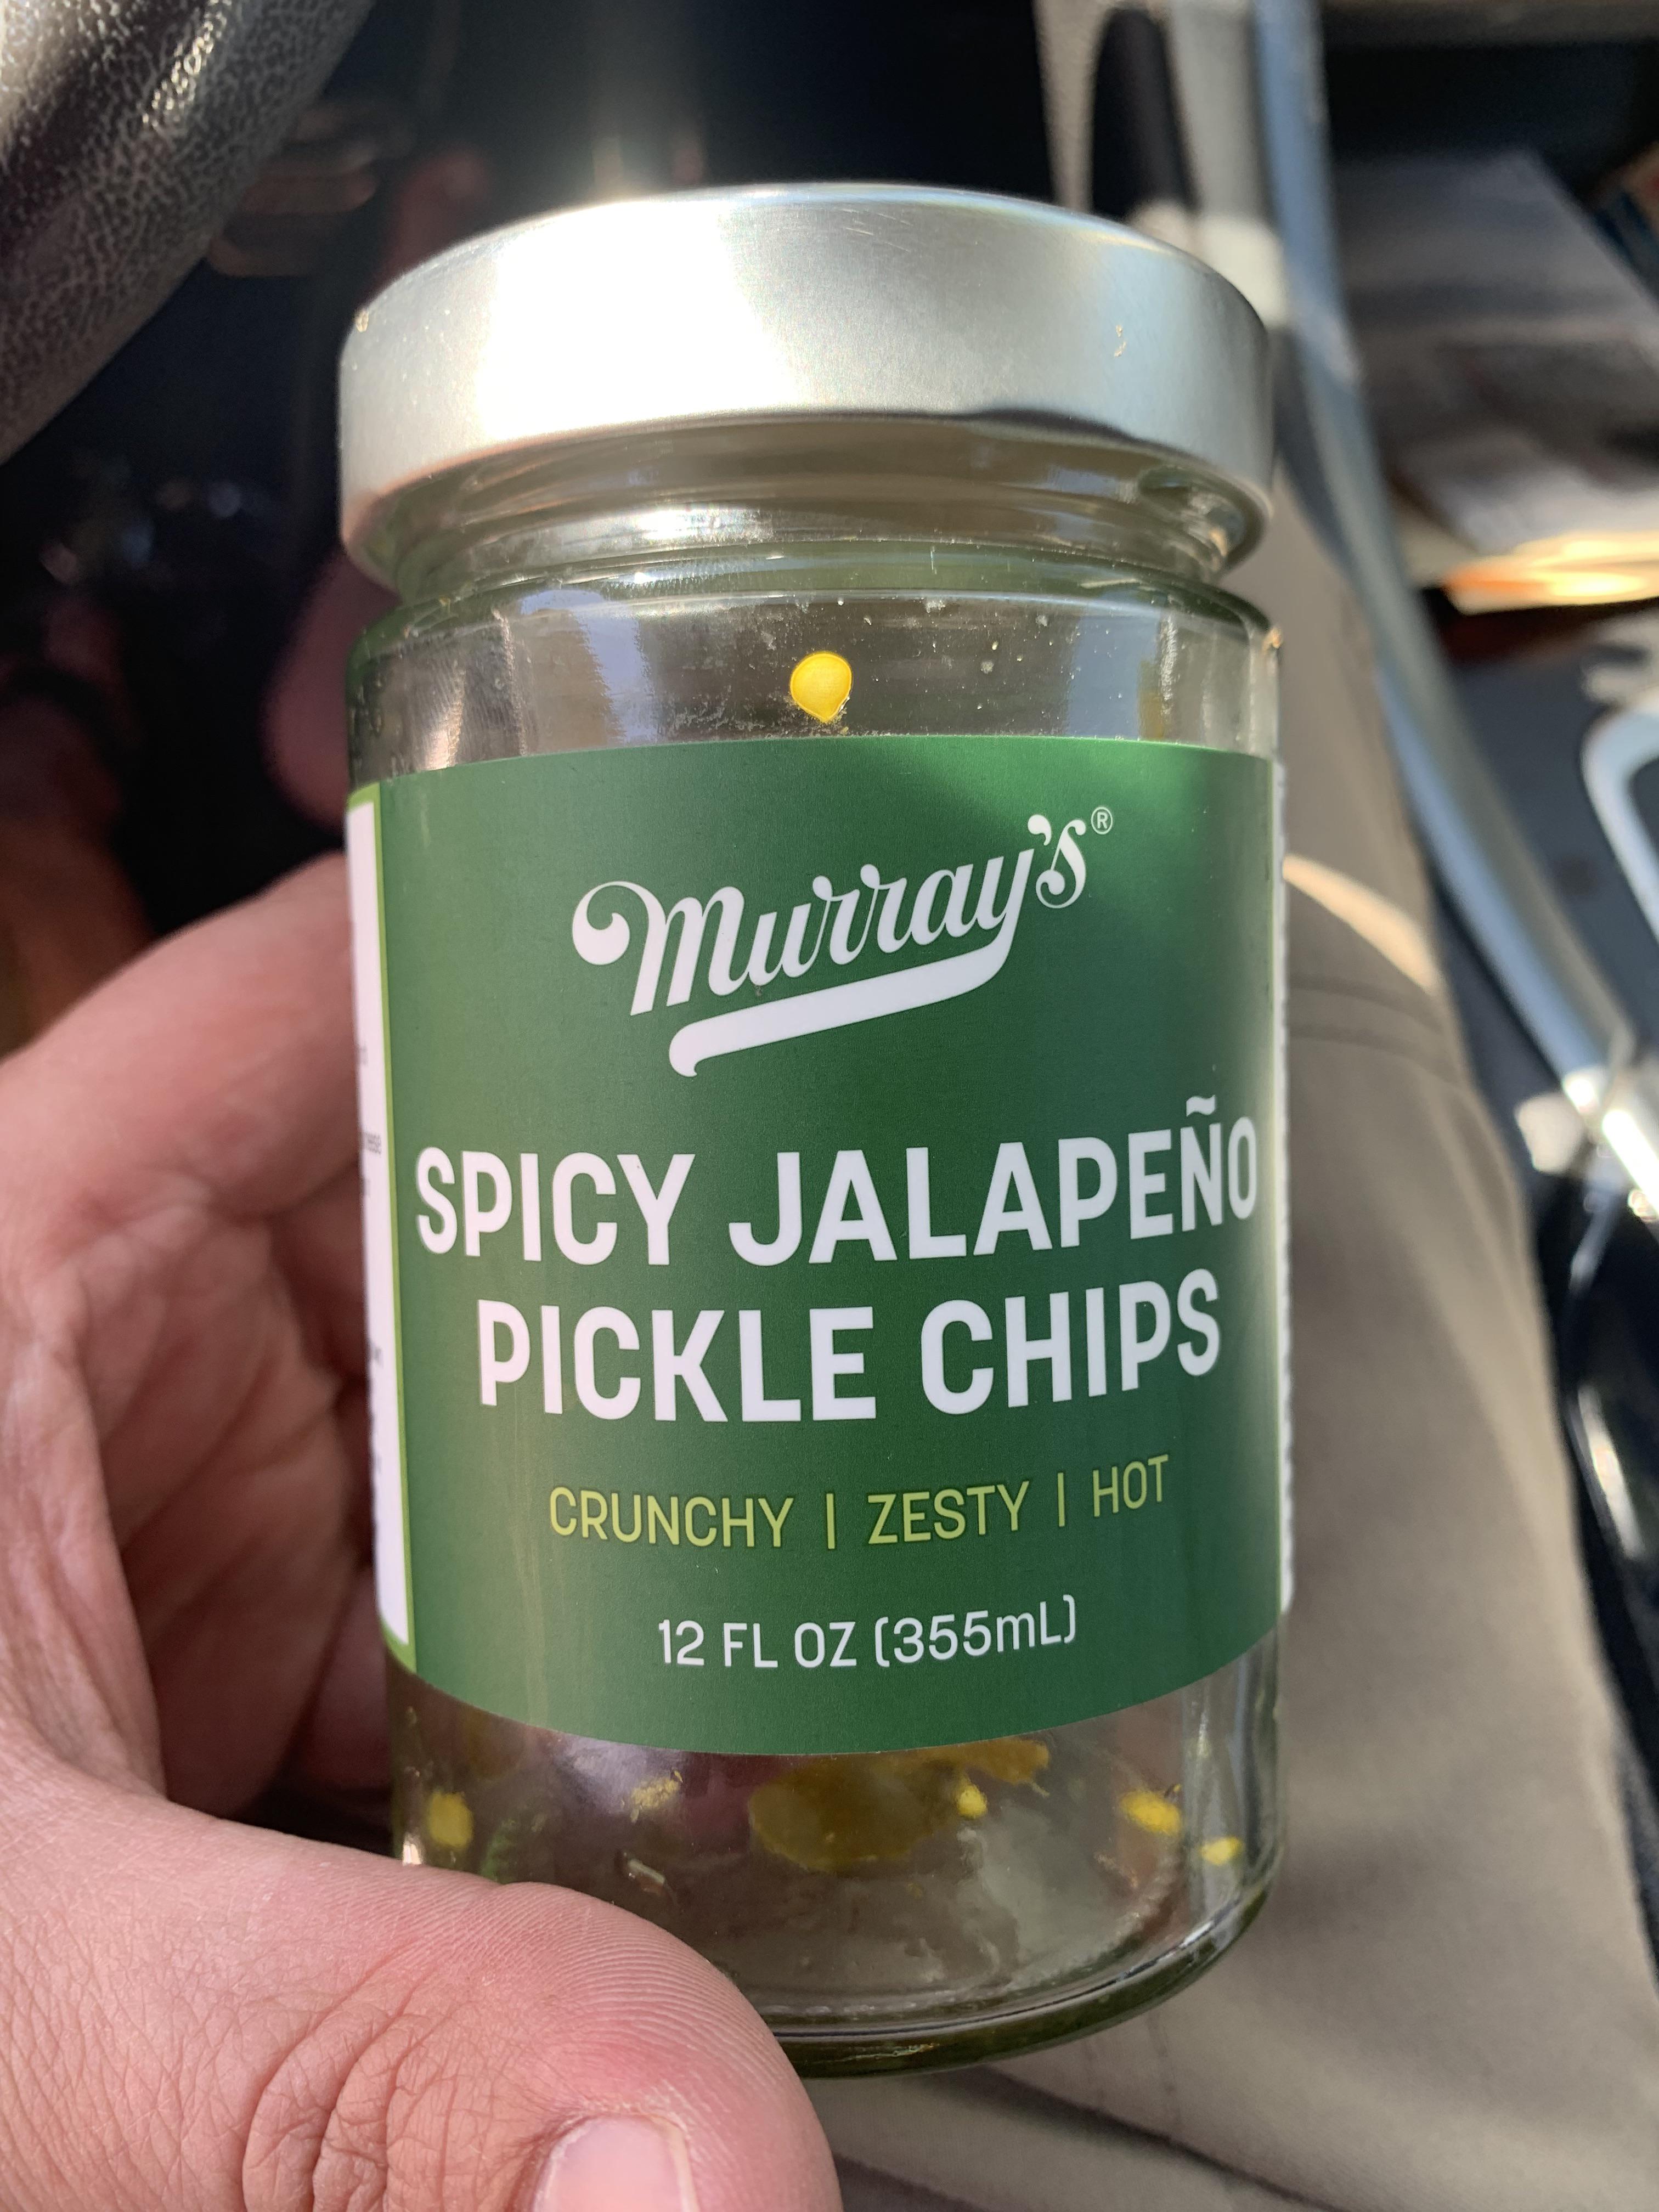 Murray's®
SPICY JALAPEÑO
PICKLE CHIPS
CRUNCHY | ZESTY | HOT
12 FL OZ (355mL)